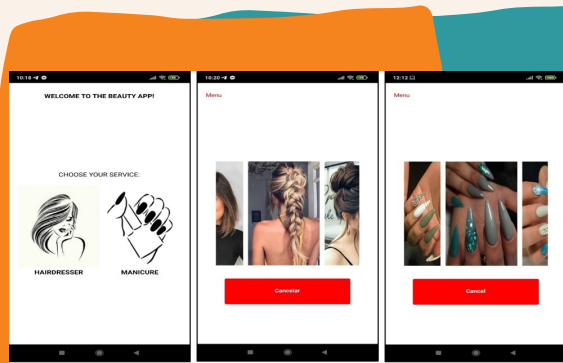 10:18
WELCOME TO THE BEAUTY APP!
CHOOSE YOUR SERVICE:
HAIRDRESSER
MANICURE
10:20
Menu
Cancelar
12:12
Menu
Cancel